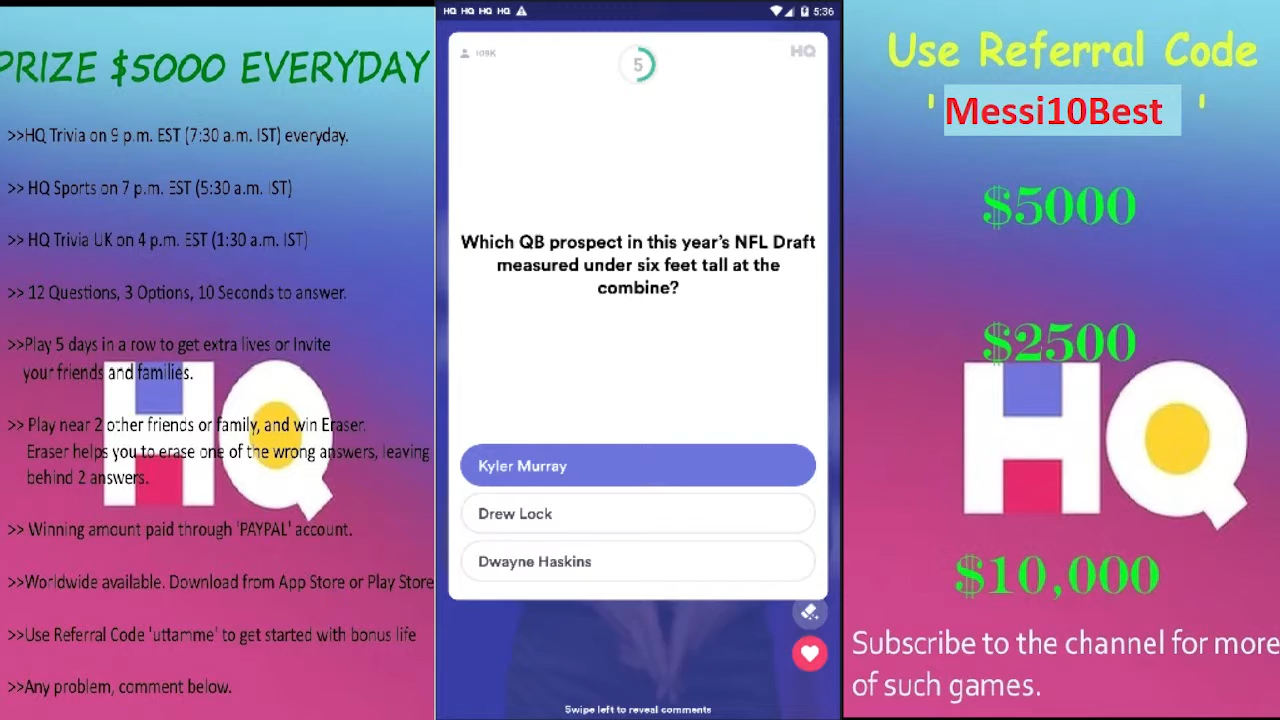 PRIZE $5000 EVERYDAY
>>HQ Trivia on 9 p.m. EST (7:30 a.m. IST) everyday.
>> HQ Sports on 7 p.m. EST (5:30 a.m. IST)
>> HQ Trivia UK on 4 p.m. EST (1:30 a.m. IST)
>> 12 Questions, 3 Options, 10 Seconds to answer.
>>Play 5 days in a row to get extra lives or Invite
your friends and families.
>> Play near 2 other friends or family, and win Eraser.
Eraser helps you to erase one of the wrong answers, leaving
behind 2 answers.
>> Winning amount paid through 'PAYPAL' account.
>>Worldwide available. Download from App Store or Play Store
>>Use Referral Code 'uttamme' to get started with bonus life
>>Any problem, comment below.
HQ
HQ HQ HQ HQ 5:36
109K
5
HQ
Which QB prospect in this year's NFL Draft
measured under six feet tall at the
combine?
Kyler Murray
Drew Lock
Dwayne Haskins
Swipe left to reveal comments
Use Referral Code
' Messi10Best '
$5000
$2500
HQ
$10,000
Subscribe to the channel for more
of such games.